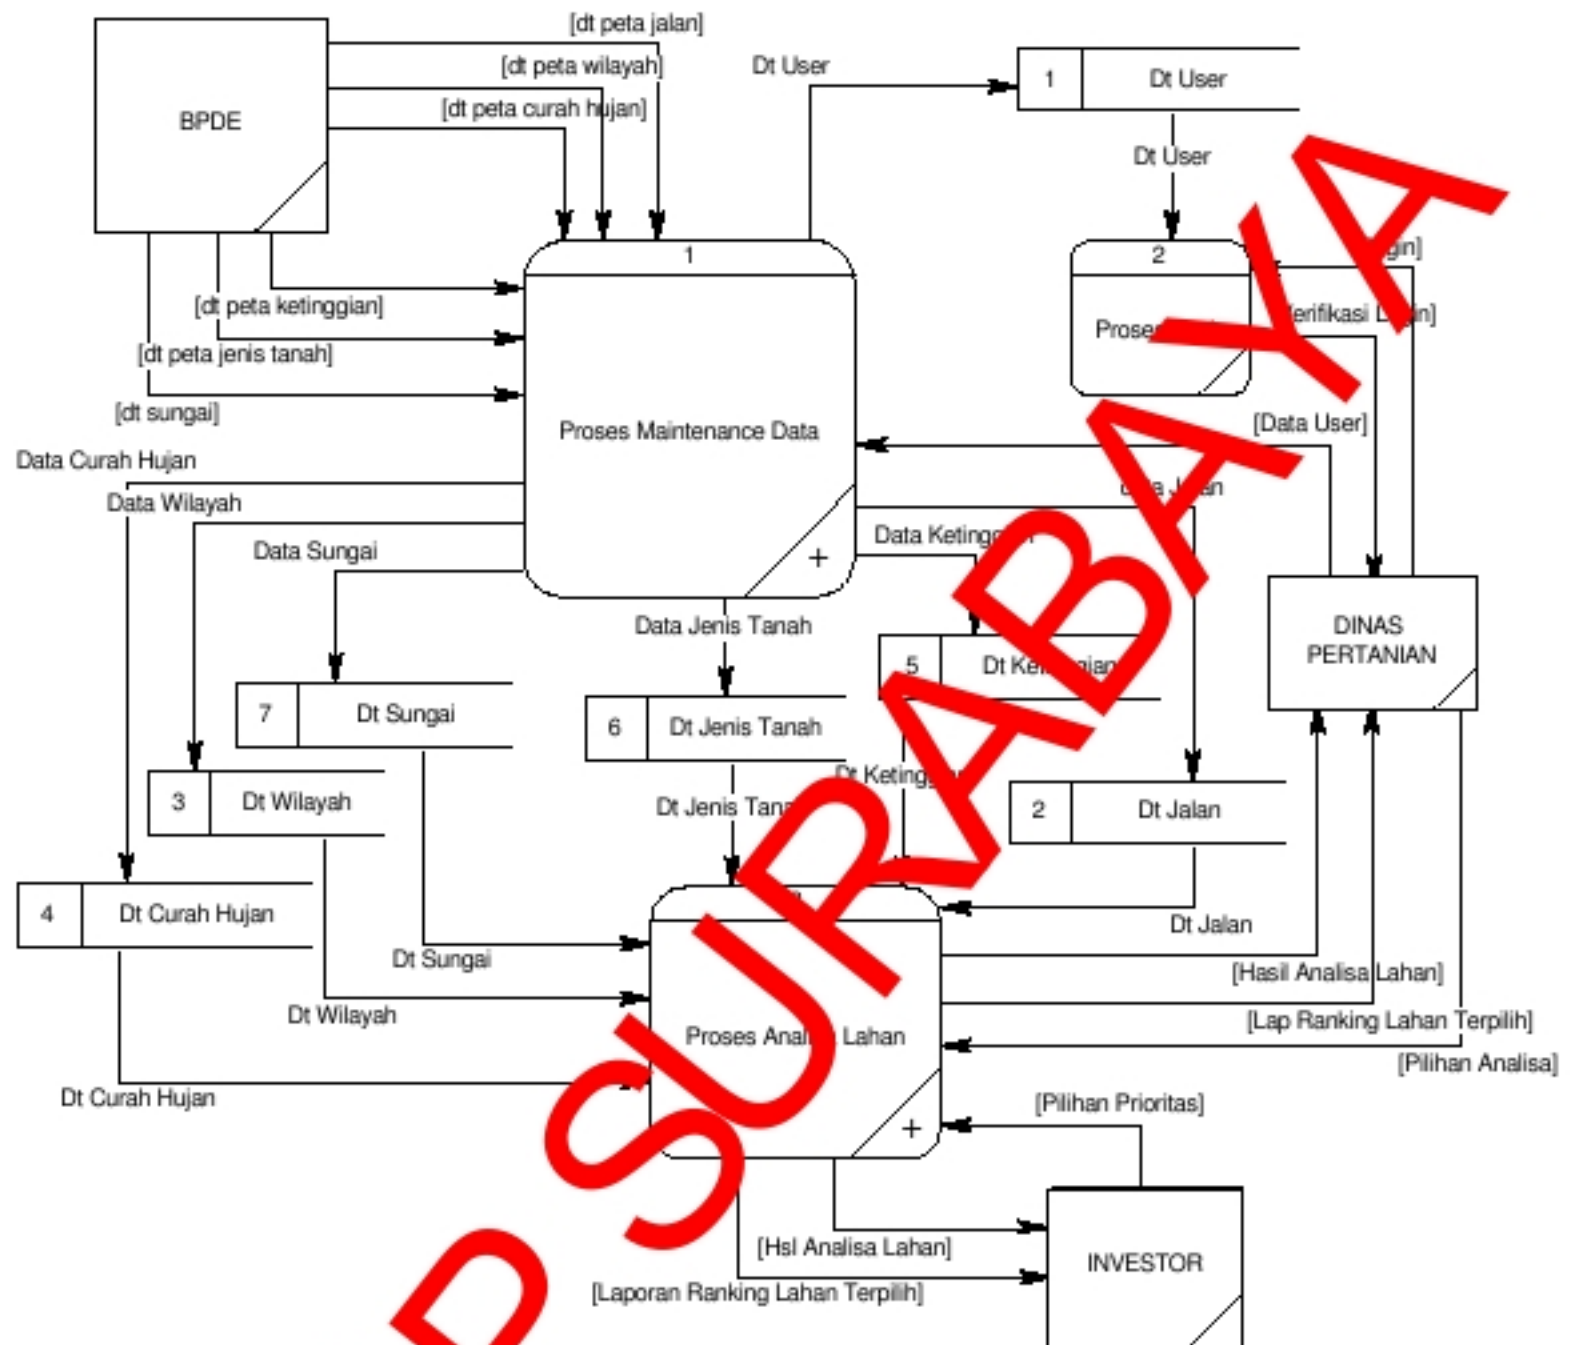 [dt peta jalan]
[dt peta wilayah]
[dt peta curah hujan]
BPDE
Dt User
1 Dt User
Dt User
1
2
[dt peta ketinggian]
[dt peta jenis tanah]
[dt sungai]
Proses
Proses Maintenance Data
+
[Data User]
Data Curah Hujan
Data Wilayah
Data Sungai
Data Jenis Tanah
DINAS
PERTANIAN
5
7 Dt Sungai
6 Dt Jenis Tanah
3 Dt Wilayah
2 Dt Jalan
Dt Jenis
4 Dt Curah Hujan
Dt Jalan
Dt Sungai
Dt Wilayah
Dt Curah Hujan
[Hasil Analisa Lahan]
[Lap Ranking Lahan Terpilih]
[Pilihan Analisa]
Proses Lahan
+
[Pilihan Prioritas]
[Hsl Analisa Lahan]
[Laporan Ranking Lahan Terpilih]
INVESTOR
P SURABAYA